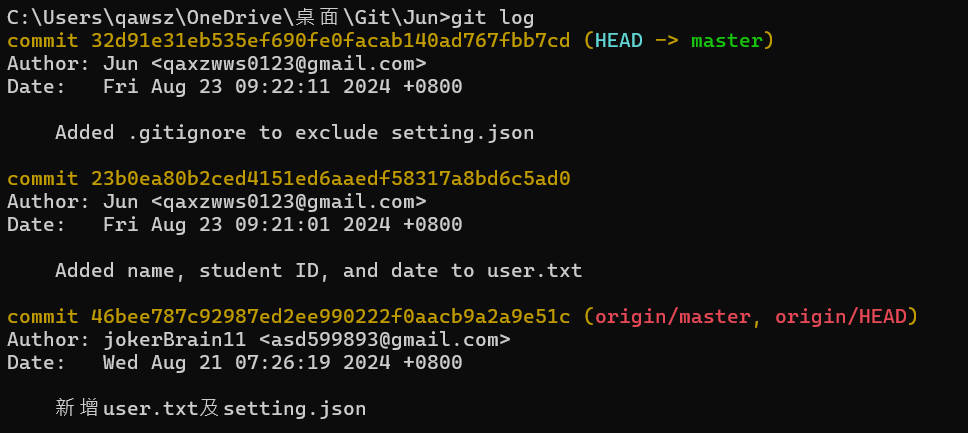 C:\Users\qawsz\OneDrive\桌面\Git\Jun>git log
commit 32d91e31eb535ef690fe0facab140ad767fbb7cd (HEAD -> master)
Author: Jun <qaxzwws0123@gmail.com>
Date:   Fri Aug 23 09:22:11 2024 +0800
    Added .gitignore to exclude setting.json
commit 23b0ea80b2ced4151ed6aaedf58317a8bd6c5ad0
Author: Jun <qaxzwws0123@gmail.com>
Date:   Fri Aug 23 09:21:01 2024 +0800
    Added name, student ID, and date to user.txt
commit 46bee787c92987ed2ee990222f0aacb9a2a9e51c (origin/master, origin/HEAD)
Author: jokerBrain11 <asd599893@gmail.com>
Date:   Wed Aug 21 07:26:19 2024 +0800
    新增user.txt及setting.json